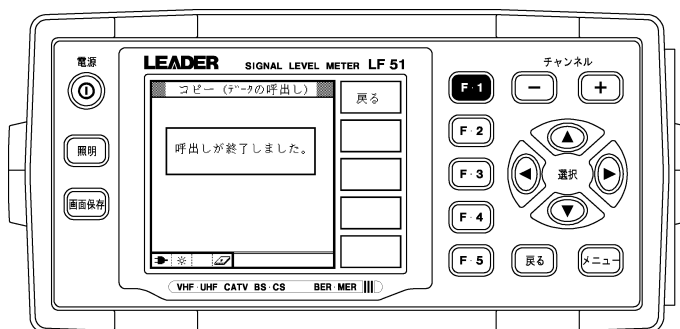 電源
LEADER SIGNAL LEVEL METER LF 51
チャンネル
コピー (ﾃﾞｰﾀの呼出し)
戻る
F·1
−
+
照明
呼出しが終了しました。
F·2
F·3
選択
画面保存
F·4
F·5
戻る
メニュー
VHF·UHF CATV BS·CS BER·MER